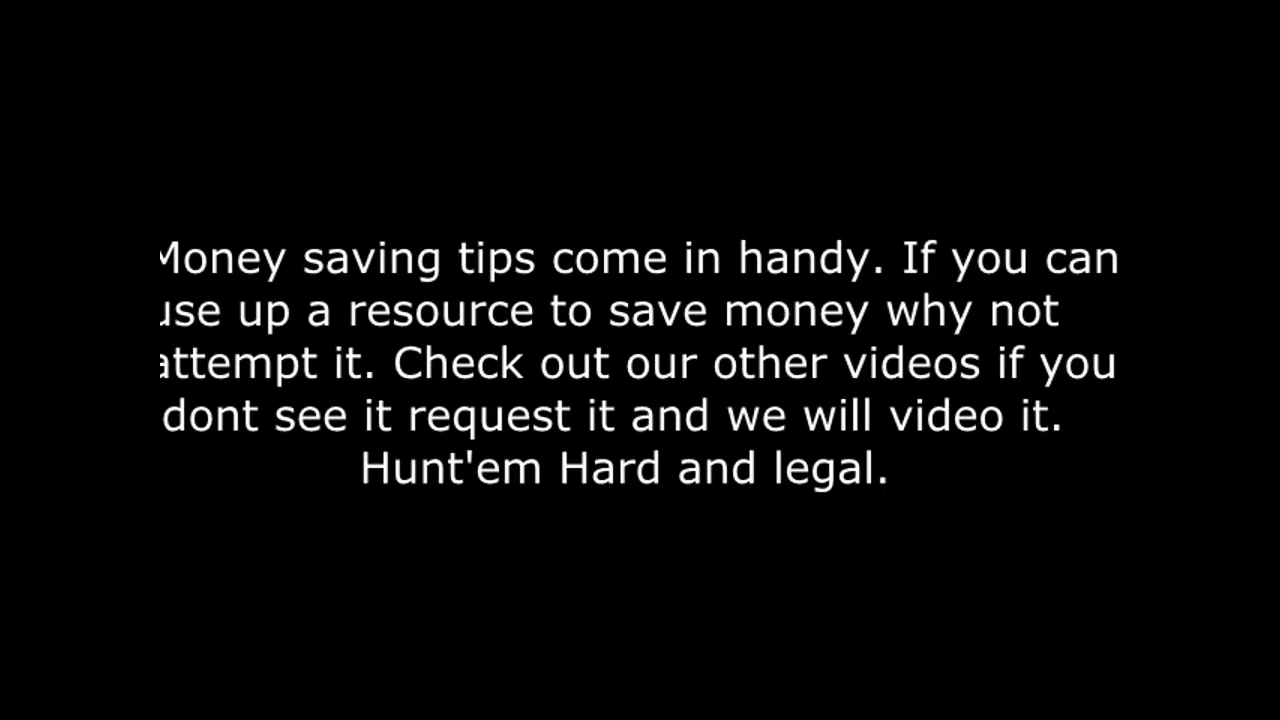 Money saving tips come in handy. If you can
use up a resource to save money why not
attempt it. Check out our other videos if you
dont see it request it and we will video it.
Hunt'em Hard and legal.